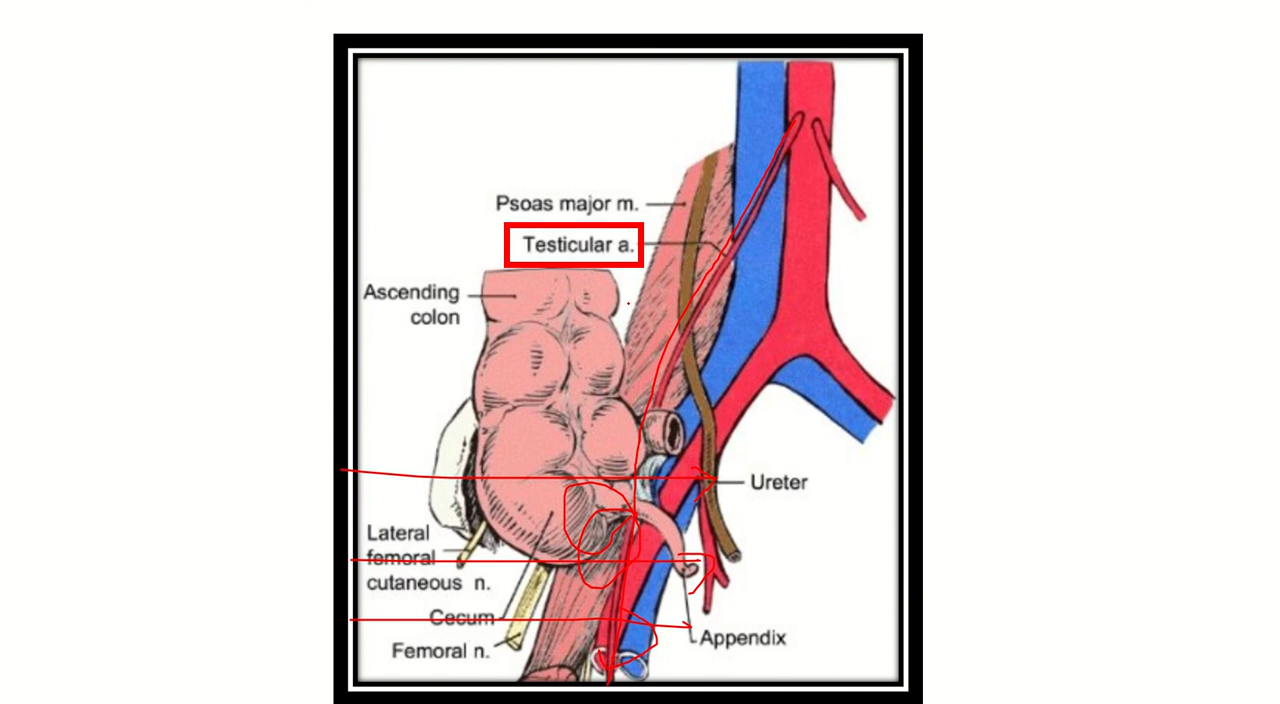 Psoas major m.
Testicular a.
Ascending
colon
Ureter
Lateral
femoral
cutaneous n.
Cecum
Appendix
Femoral n.